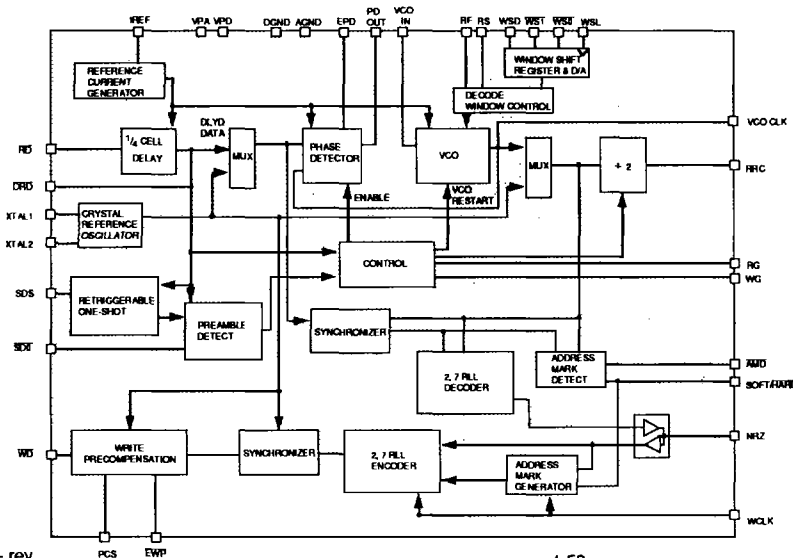 IREF VPA VPD DGND AGND EPD PD OUT VCO IN RF RS WSD WST WS0 WSL
REFERENCE
CURRENT
GENERATOR
WINDOW SHIFT
REGISTER & D/A
DECODE
WINDOW CONTROL
VCO CLK
RD
1/4 CELL
DELAY
DLYD
DATA
MUX
PHASE
DETECTOR
VCO
MUX
÷ 2
RRC
DRD
ENABLE
VCO
RESTART
XTAL1
XTAL2
CRYSTAL
REFERENCE
OSCILLATOR
CONTROL
RG
WG
SDS
RETRIGGERABLE
ONE-SHOT
PREAMBLE
DETECT
SYNCHRONIZER
SDO
2, 7 RLL
DECODER
ADDRESS
MARK
DETECT
AMD
SOFT/HARD
NRZ
WD
WRITE
PRECOMPENSATION
SYNCHRONIZER
2, 7 RLL
ENCODER
ADDRESS
MARK
GENERATOR
WCLK
PCS EWP
rev